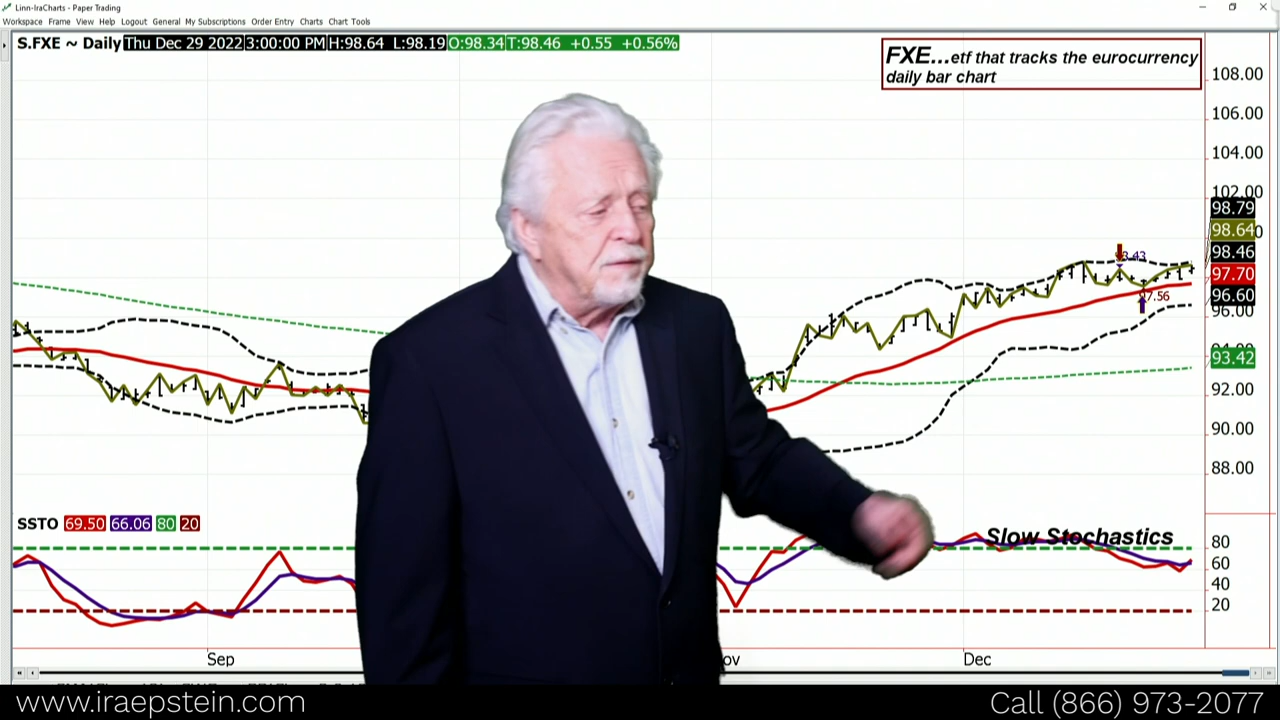 Linn-IraCharts - Paper Trading
Workspace Frame View Help Logout General My Subscriptions Order Entry Charts Chart Tools
S.FXE ~ Daily Thu Dec 29 2022 3:00:00 PM H:98.64 L:98.19 O:98.34 T:98.46 +0.55 +0.56%
FXE...etf that tracks the eurocurrency
daily bar chart
108.00
106.00
104.00
102.00
98.79
98.64
98.46
97.70
96.60
96.00
93.42
92.00
90.00
88.00
SSTO 69.50 66.06 80 20
Slow Stochastics
80
60
40
20
Sep Dec
www.iraepstein.com Call (866) 973-2077